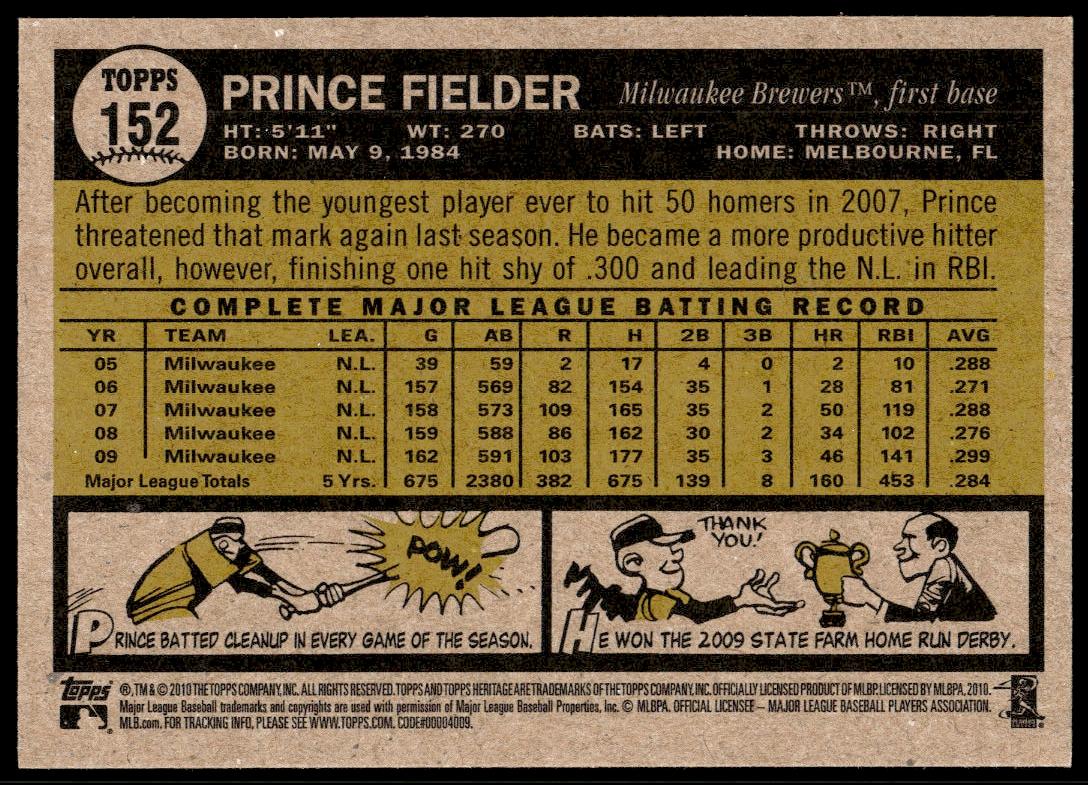 TOPPS
152
PRINCE FIELDER Milwaukee Brewers™, first base
HT: 5'11" WT: 270 BATS: LEFT THROWS: RIGHT
BORN: MAY 9, 1984 HOME: MELBOURNE, FL
After becoming the youngest player ever to hit 50 homers in 2007, Prince
threatened that mark again last season. He became a more productive hitter
overall, however, finishing one hit shy of .300 and leading the N.L. in RBI.
COMPLETE MAJOR LEAGUE BATTING RECORD
YR TEAM LEA. G AB R H 2B 3B HR RBI AVG
05 Milwaukee N.L. 39 59 2 17 4 0 2 10 .288
06 Milwaukee N.L. 157 569 82 154 35 1 28 81 .271
07 Milwaukee N.L. 158 573 109 165 35 2 50 119 .288
08 Milwaukee N.L. 159 588 86 162 30 2 34 102 .276
09 Milwaukee N.L. 162 591 103 177 35 3 46 141 .299
Major League Totals 5 Yrs. 675 2380 382 675 139 8 160 453 .284
POW!
PRINCE BATTED CLEANUP IN EVERY GAME OF THE SEASON.
THANK
YOU!
HE WON THE 2009 STATE FARM HOME RUN DERBY.
topps ®, TM & © 2010 THE TOPPS COMPANY, INC. ALL RIGHTS RESERVED. TOPPS AND TOPPS HERITAGE ARE TRADEMARKS OF THE TOPPS COMPANY, INC. OFFICIALLY LICENSED PRODUCT OF MLBP. LICENSED BY MLBPA, 2010.
Major League Baseball trademarks and copyrights are used with permission of Major League Baseball Properties, Inc. © MLBPA. OFFICIAL LICENSEE – MAJOR LEAGUE BASEBALL PLAYERS ASSOCIATION.
MLB.com. FOR TRACKING INFO, PLEASE SEE WWW.TOPPS.COM. CODE#00004009.